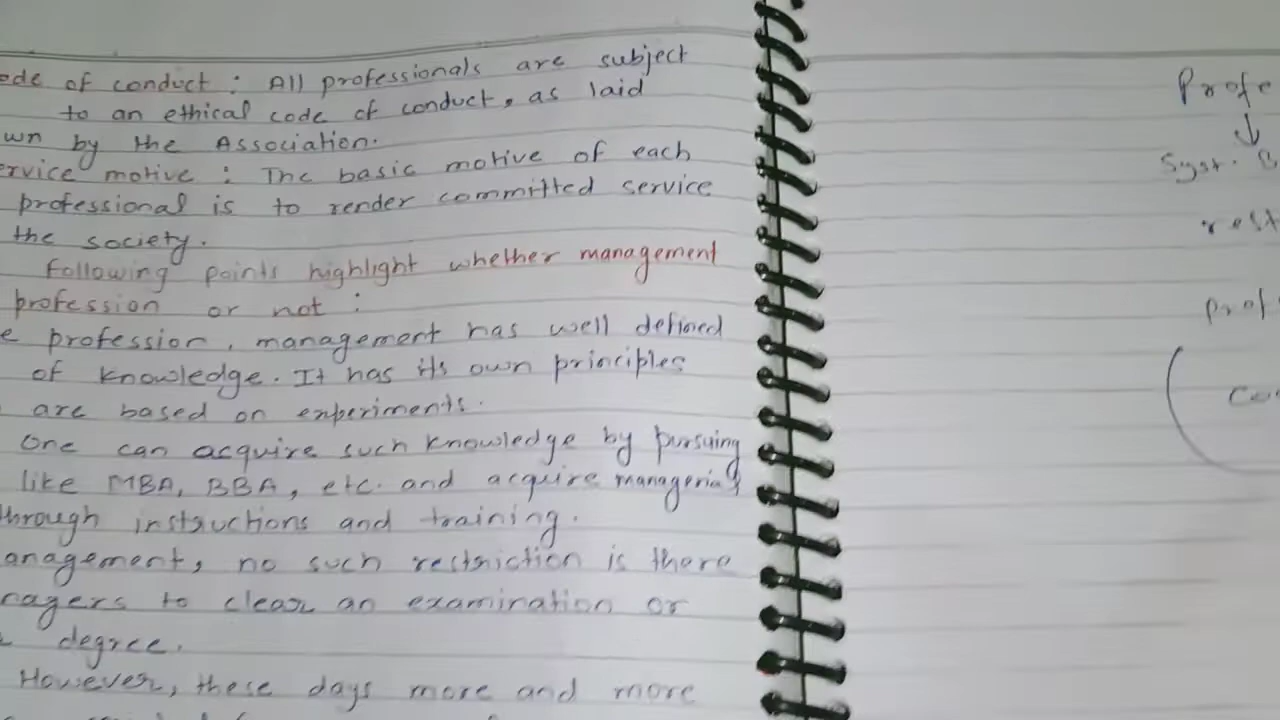 ode of conduct : All professionals are subject
to an ethical code of conduct, as laid
wn by the Association.
ervice motive : The basic motive of each
professional is to render committed service
the society.
following points highlight whether management
profession or not :
e profession, management has well defined
of knowledge. It has its own principles
are based on experiments.
One can acquire such knowledge by pursuing
like MBA, BBA, etc. and acquire managerial
through instructions and training.
anagement, no such restriction is there
nagers to clear an examination or
degree.
However, these days more and more
Profe
↓
Syst. B
rest
Prof
Co